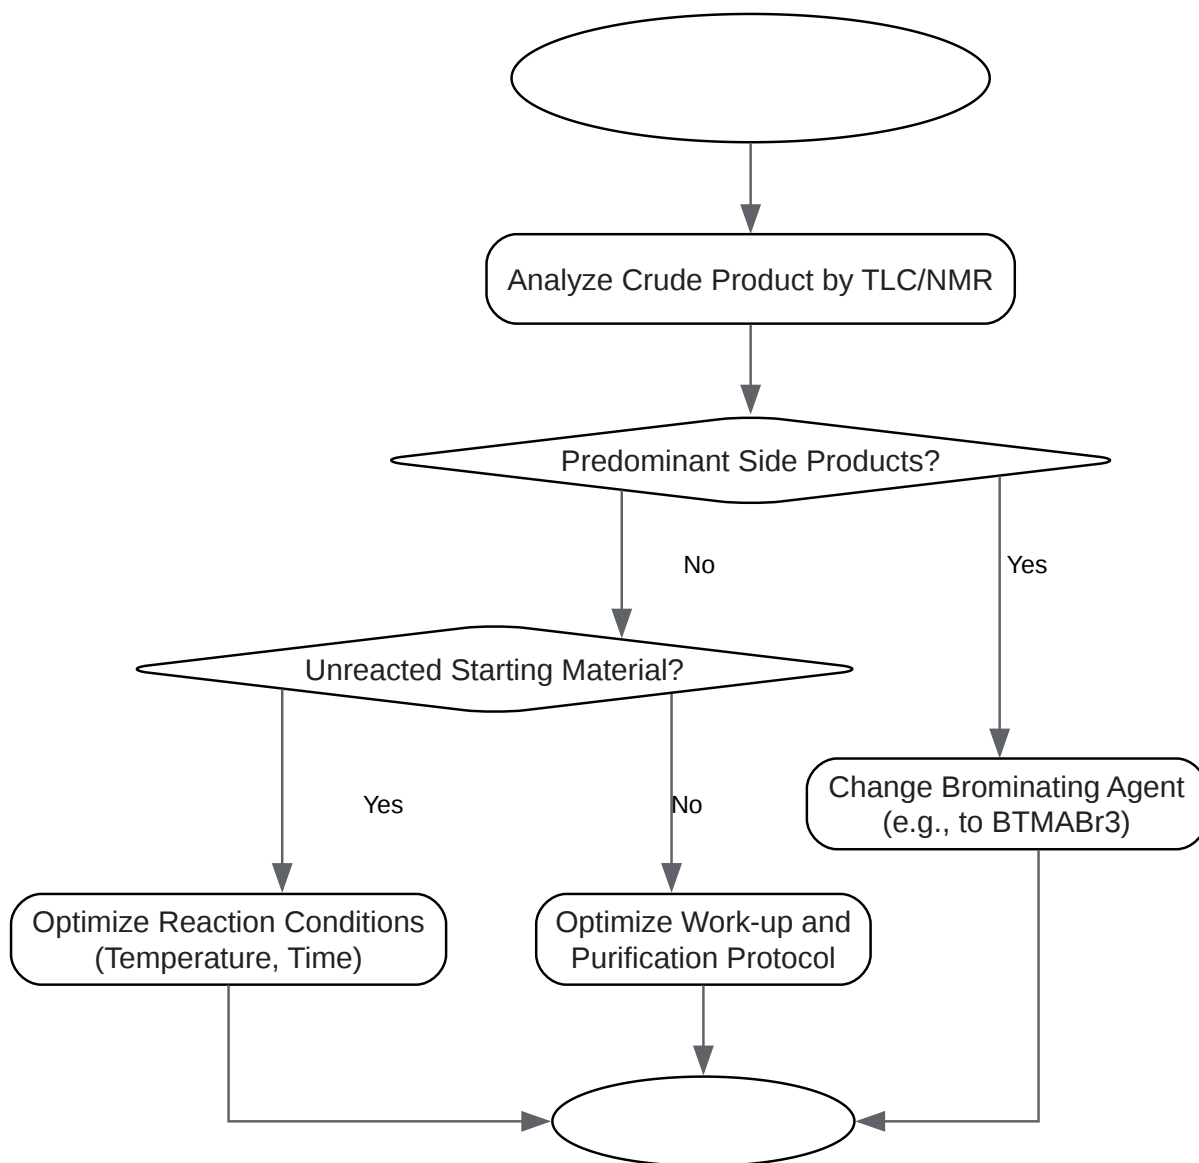 Analyze Crude Product by TLC/NMR
Predominant Side Products?
No
Yes
Unreacted Starting Material?
Yes
No
Change Brominating Agent
(e.g., to BTMABr3)
Optimize Reaction Conditions
(Temperature, Time)
Optimize Work-up and
Purification Protocol